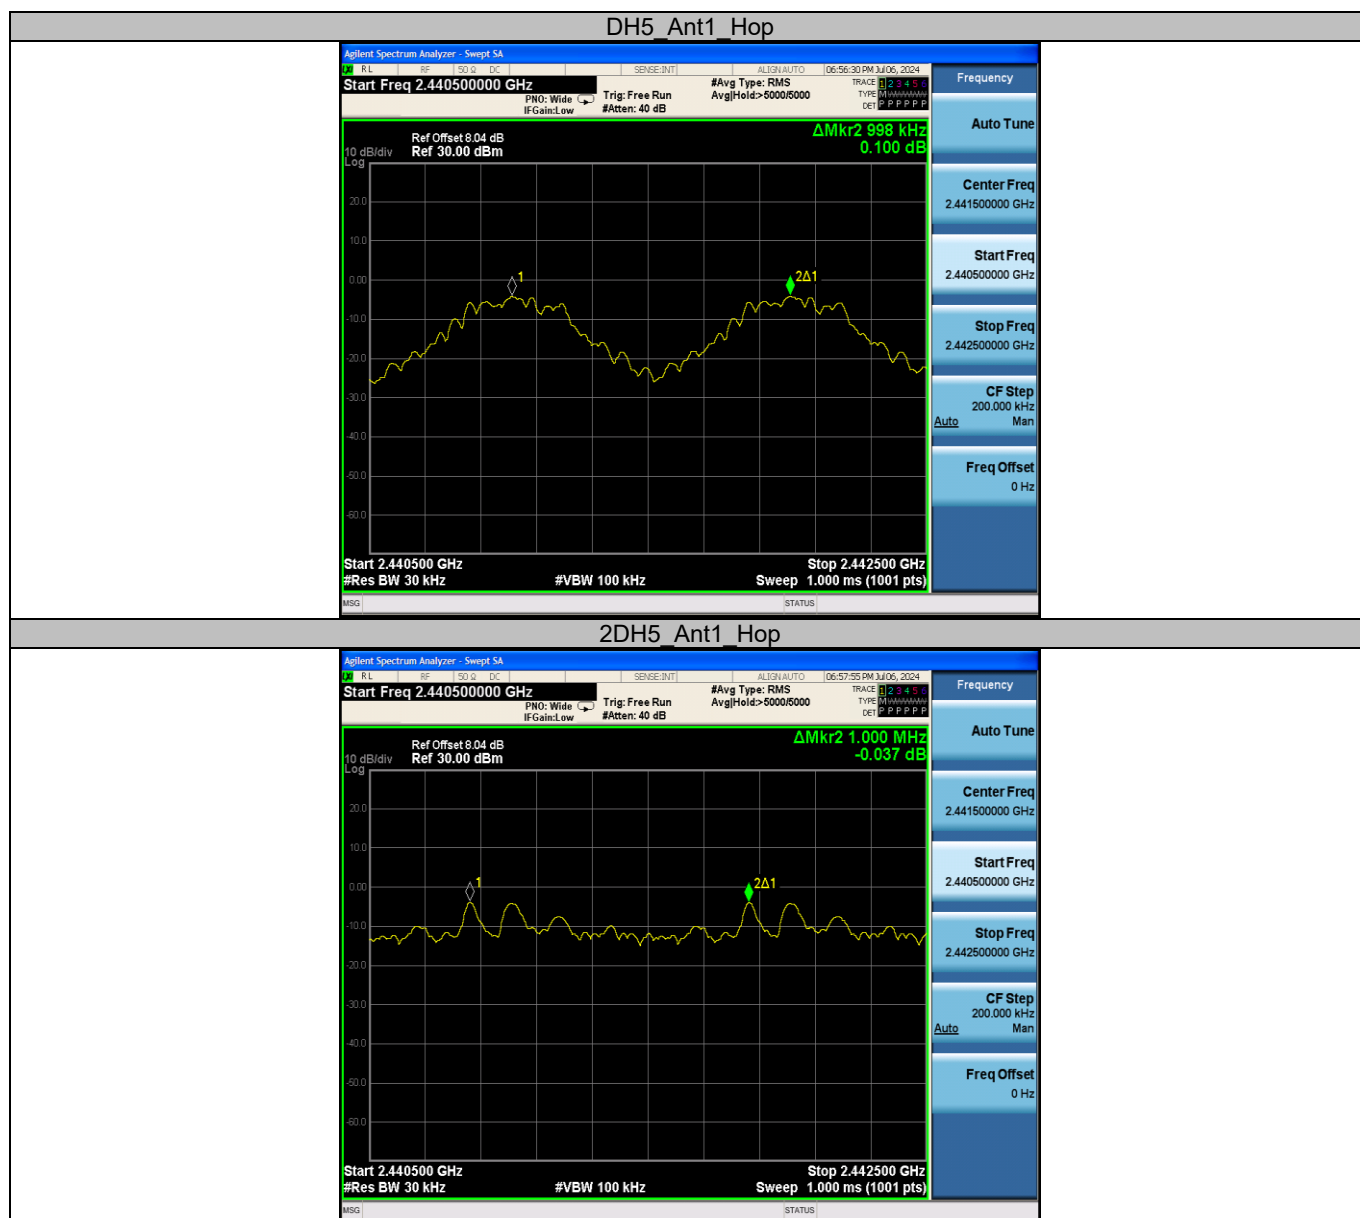 DH5_Ant1_Hop
Agilent Spectrum Analyzer - Swept SA
RL RF 50 Ω DC SENSE:INT ALIGN AUTO 06:56:30 PM Jul 06, 2024
Start Freq 2.440500000 GHz #Avg Type: RMS TRACE 1 2 3 4 5 6
PNO: Wide Trig: Free Run Avg|Hold:>5000/5000 TYPE M WWWWW
IFGain:Low #Atten: 40 dB DET P P P P P P
Frequency
Auto Tune
Center Freq
2.441500000 GHz
Start Freq
2.440500000 GHz
Stop Freq
2.442500000 GHz
CF Step
200.000 kHz
Auto Man
Freq Offset
0 Hz
ΔMkr2 998 kHz
0.100 dB
Ref Offset 8.04 dB
10 dB/div Ref 30.00 dBm
Log
20.0
10.0
0.00
-10.0
-20.0
-30.0
-40.0
-50.0
-60.0
1
2Δ1
Start 2.440500 GHz Stop 2.442500 GHz
#Res BW 30 kHz #VBW 100 kHz Sweep 1.000 ms (1001 pts)
MSG STATUS
2DH5_Ant1_Hop
Agilent Spectrum Analyzer - Swept SA
RL RF 50 Ω DC SENSE:INT ALIGN AUTO 06:57:55 PM Jul 06, 2024
Start Freq 2.440500000 GHz #Avg Type: RMS TRACE 1 2 3 4 5 6
PNO: Wide Trig: Free Run Avg|Hold:>5000/5000 TYPE M WWWWW
IFGain:Low #Atten: 40 dB DET P P P P P P
Frequency
Auto Tune
Center Freq
2.441500000 GHz
Start Freq
2.440500000 GHz
Stop Freq
2.442500000 GHz
CF Step
200.000 kHz
Auto Man
Freq Offset
0 Hz
ΔMkr2 1.000 MHz
-0.037 dB
Ref Offset 8.04 dB
10 dB/div Ref 30.00 dBm
Log
20.0
10.0
0.00
-10.0
-20.0
-30.0
-40.0
-50.0
-60.0
1
2Δ1
Start 2.440500 GHz Stop 2.442500 GHz
#Res BW 30 kHz #VBW 100 kHz Sweep 1.000 ms (1001 pts)
MSG STATUS